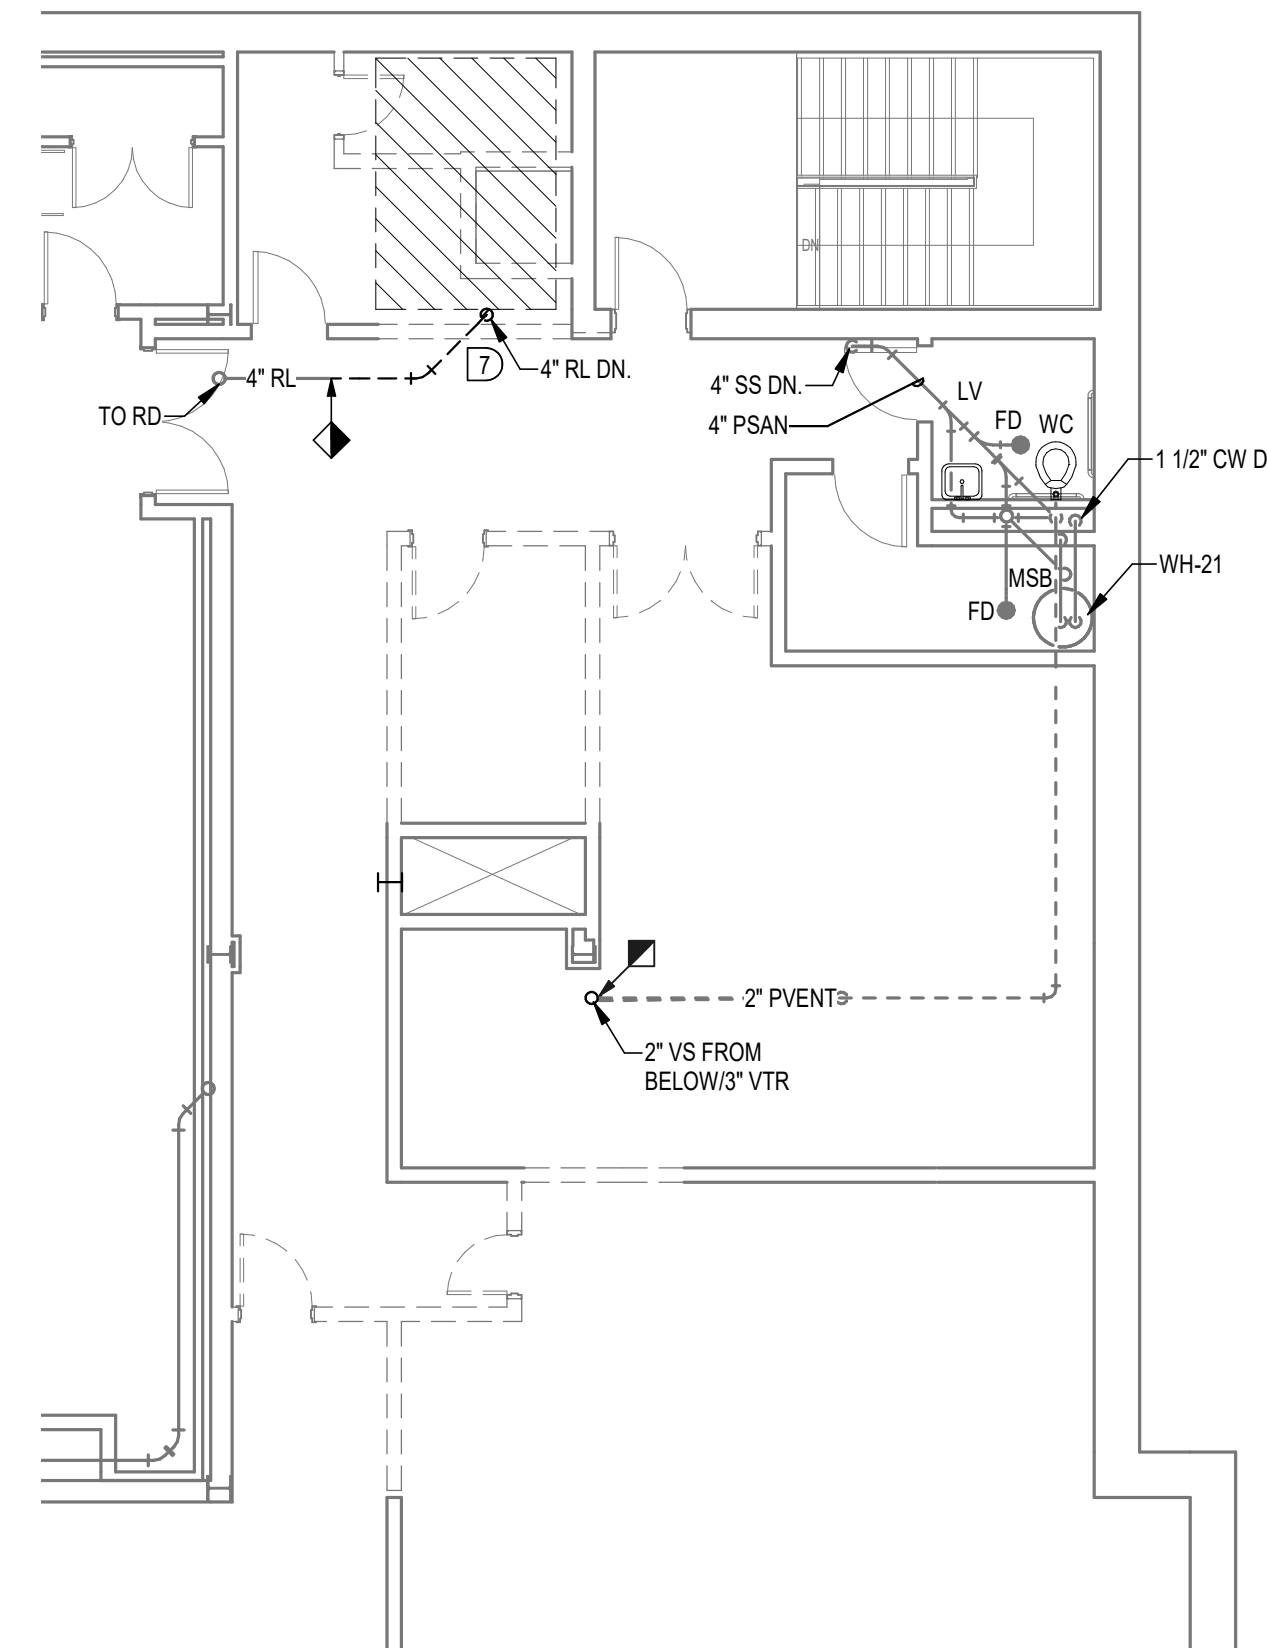 DN
4" RL
7
4" RL DN.
TO RD
4" SS DN.
LV
4" PSAN
FD
WC
1 1/2" CW D
MSB
WH-21
FD
2" PVENT
2" VS FROM
BELOW/3" VTR